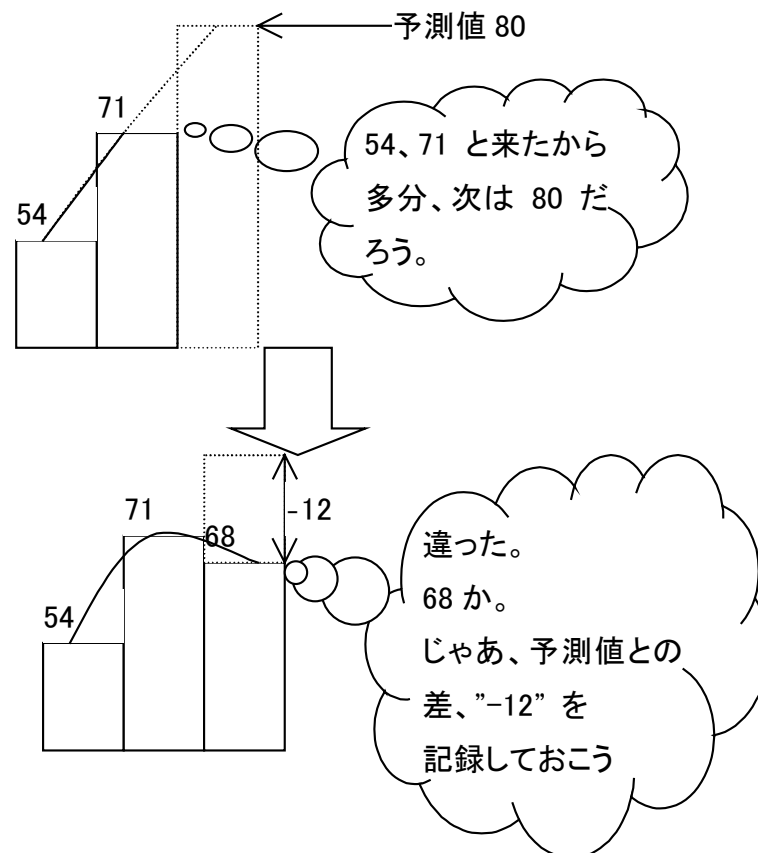 予測値 80
71
54
54、71 と来たから
多分、次は 80 だ
ろう。
-12
71
68
54
違った。
68 か。
じゃあ、予測値との
差、”-12” を
記録しておこう